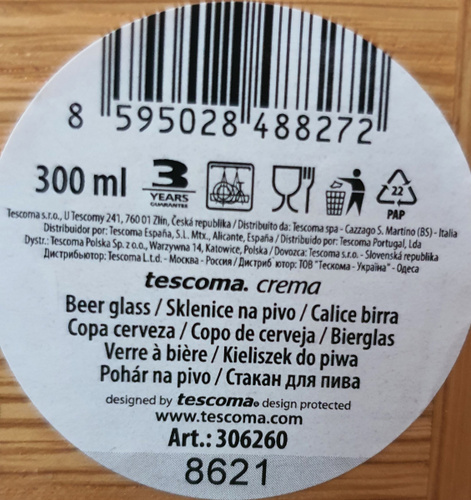 8 595028 488272
300 ml 3 YEARS GUARANTEE 22 PAP
Tescoma s.r.o., U Tescomy 241, 760 01 Zlín, Česká republika / Distribuito da: Tescoma spa - Cazzago S. Martino (BS) - Italia
Distribuidor por: Tescoma España, S.L. Mtx., Alicante, España / Distribuido por: Tescoma Portugal, Lda
Dystr.: Tescoma Polska Sp. z o.o., Warzywna 14, Katowice, Polska / Dovozca: Tescoma s.r.o. - Slovenská republika
Дистрибьютор: Tescoma L.t.d. - Москва - Россия / Дистриб ютор: ТОВ "Тескома - Україна" - Одеса
tescoma. crema
Beer glass / Sklenice na pivo / Calice birra
Copa cerveza / Copo de cerveja / Bierglas
Verre à bière / Kieliszek do piwa
Pohár na pivo / Стакан для пива
designed by tescoma. design protected
www.tescoma.com
Art.: 306260
8621